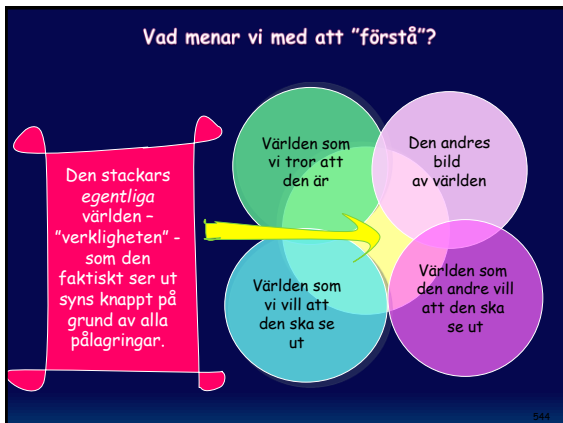 Vad menar vi med att ”förstå”?
Den stackars
egentliga
världen –
”verkligheten” -
som den
faktiskt ser ut
syns knappt på
grund av alla
pålagringar.
Världen som
vi tror att
den är
Den andres
bild
av världen
Världen som
vi vill att
den ska se
ut
Världen som
den andre vill
att den ska
se ut
544